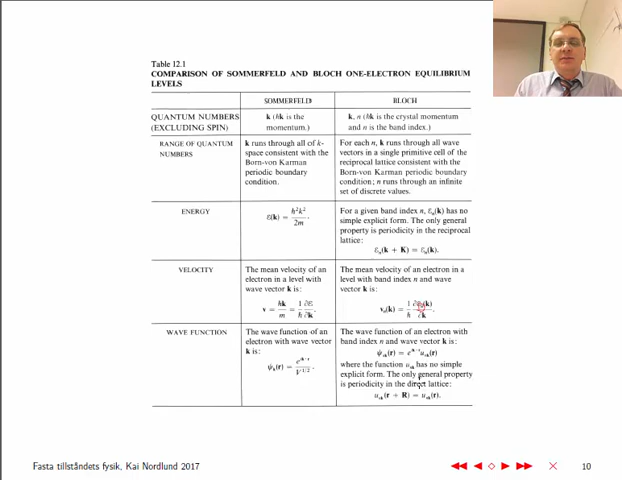 Table 12.1
COMPARISON OF SOMMERFELD AND BLOCH ONE-ELECTRON EQUILIBRIUM
LEVELS
SOMMERFELD
BLOCH
QUANTUM NUMBERS
(EXCLUDING SPIN)
k (ħk is the
momentum.)
k, n (ħk is the crystal momentum
and n is the band index.)
RANGE OF QUANTUM
NUMBERS
k runs through all of k-
space consistent with the
Born-von Karman
periodic boundary
condition.
For each n, k runs through all wave
vectors in a single primitive cell of the
reciprocal lattice consistent with the
Born-von Karman periodic boundary
condition; n runs through an infinite
set of discrete values.
ENERGY
ℰ(k) = ħ²k²/2m.
For a given band index n, ℰₙ(k) has no
simple explicit form. The only general
property is periodicity in the reciprocal
lattice:
ℰₙ(k + K) = ℰₙ(k).
VELOCITY
The mean velocity of an
electron in a level with
wave vector k is:
v = ħk/m = 1/ħ ∂ℰ/∂k.
The mean velocity of an electron in a
level with band index n and wave
vector k is:
vₙ(k) = 1/ħ ∂ℰₙ(k)/∂k.
WAVE FUNCTION
The wave function of an
electron with wave vector
k is:
ψₖ(r) = e^{ik·r}/V^{1/2}.
The wave function of an electron with
band index n and wave vector k is:
ψₙₖ(r) = e^{ik·r}uₙₖ(r)
where the function uₙₖ has no simple
explicit form. The only general property
is periodicity in the direct lattice:
uₙₖ(r + R) = uₙₖ(r).
Fasta tillståndets fysik, Kai Nordlund 2017
10